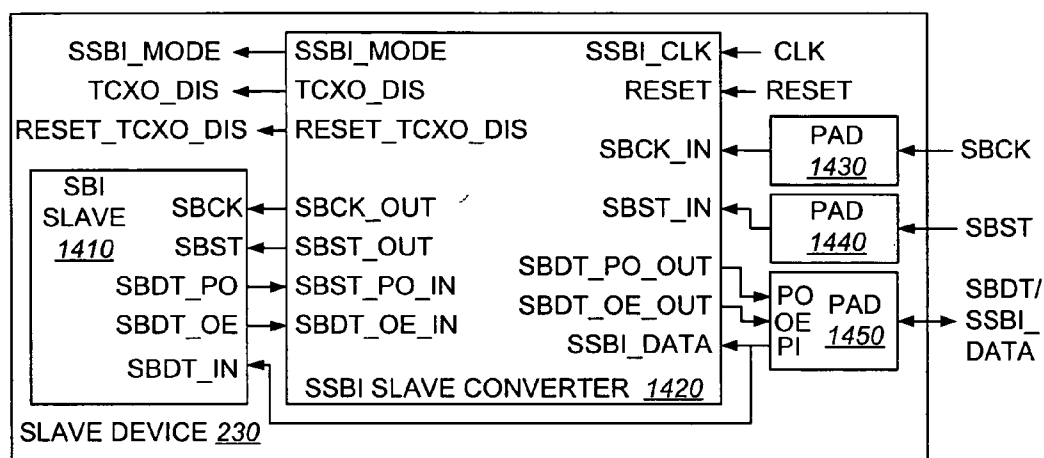 SSBI_MODE
SSBI_MODE
SSBI_CLK
CLK
TCXO_DIS
TCXO_DIS
RESET
RESET
RESET_TCXO_DIS
RESET_TCXO_DIS
SBCK_IN
PAD
1430
SBCK
SBI
SLAVE
1410
SBCK
SBCK_OUT
SBST_IN
PAD
1440
SBST
SBST
SBST_OUT
SBDT_PO
SBST_PO_IN
SBDT_PO_OUT
SBDT_OE
SBDT_OE_IN
SBDT_OE_OUT
SBDT_IN
SSBI_DATA
PO
OE
PI
PAD
1450
SBDT/
SSBI_
DATA
SSBI SLAVE CONVERTER 1420
SLAVE DEVICE 230